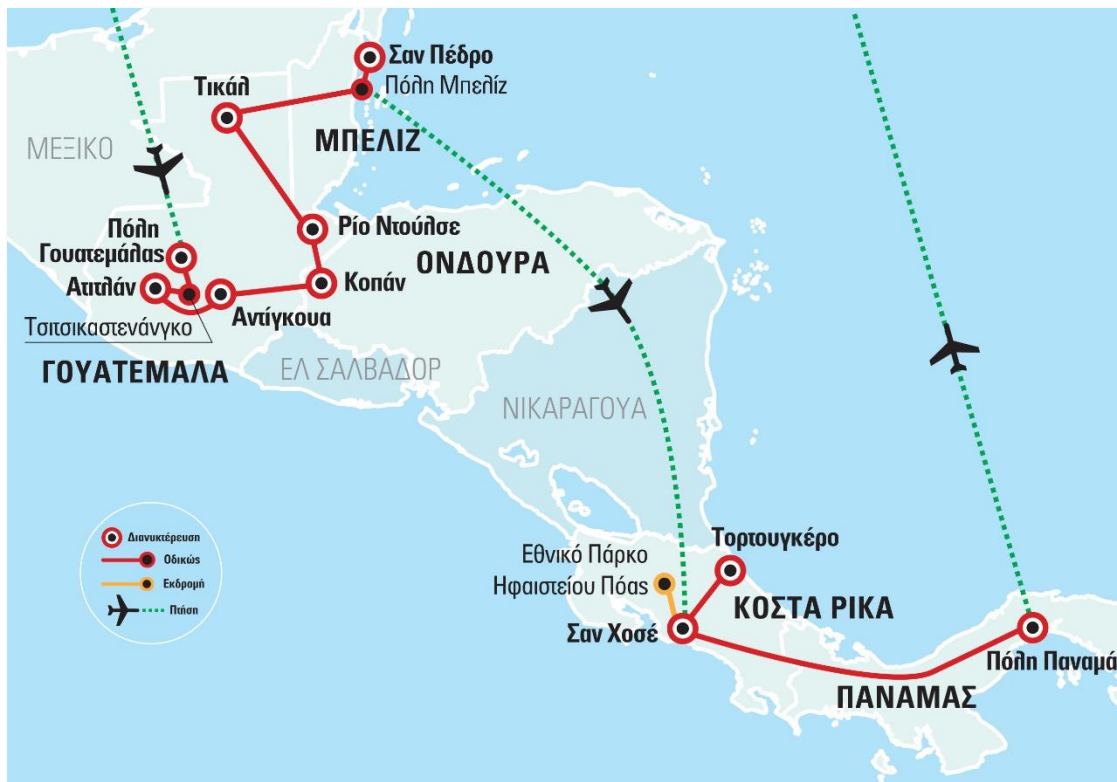 Σαν Πέδρο
Πόλη Μπελίζ
Τικάλ
ΜΕΞΙΚΟ
ΜΠΕΛΙΖ
Πόλη
Γουατεμάλας
Ρίο Ντούλσε
ΟΝΔΟΥΡΑ
Ατιτλάν
Κοπάν
Αντίγκουα
Τσιτσικαστενάνγκο
ΓΟΥΑΤΕΜΑΛΑ
ΕΛ ΣΑΛΒΑΔΟΡ
ΝΙΚΑΡΑΓΟΥΑ
Διανυκτέρευση
Οδικώς
Εκδρομή
Πτήση
Τορτουγκέρο
Εθνικό Πάρκο
Ηφαιστείου Πόας
ΚΟΣΤΑ ΡΙΚΑ
Σαν Χοσέ
Πόλη Παναμά
ΠΑΝΑΜΑΣ